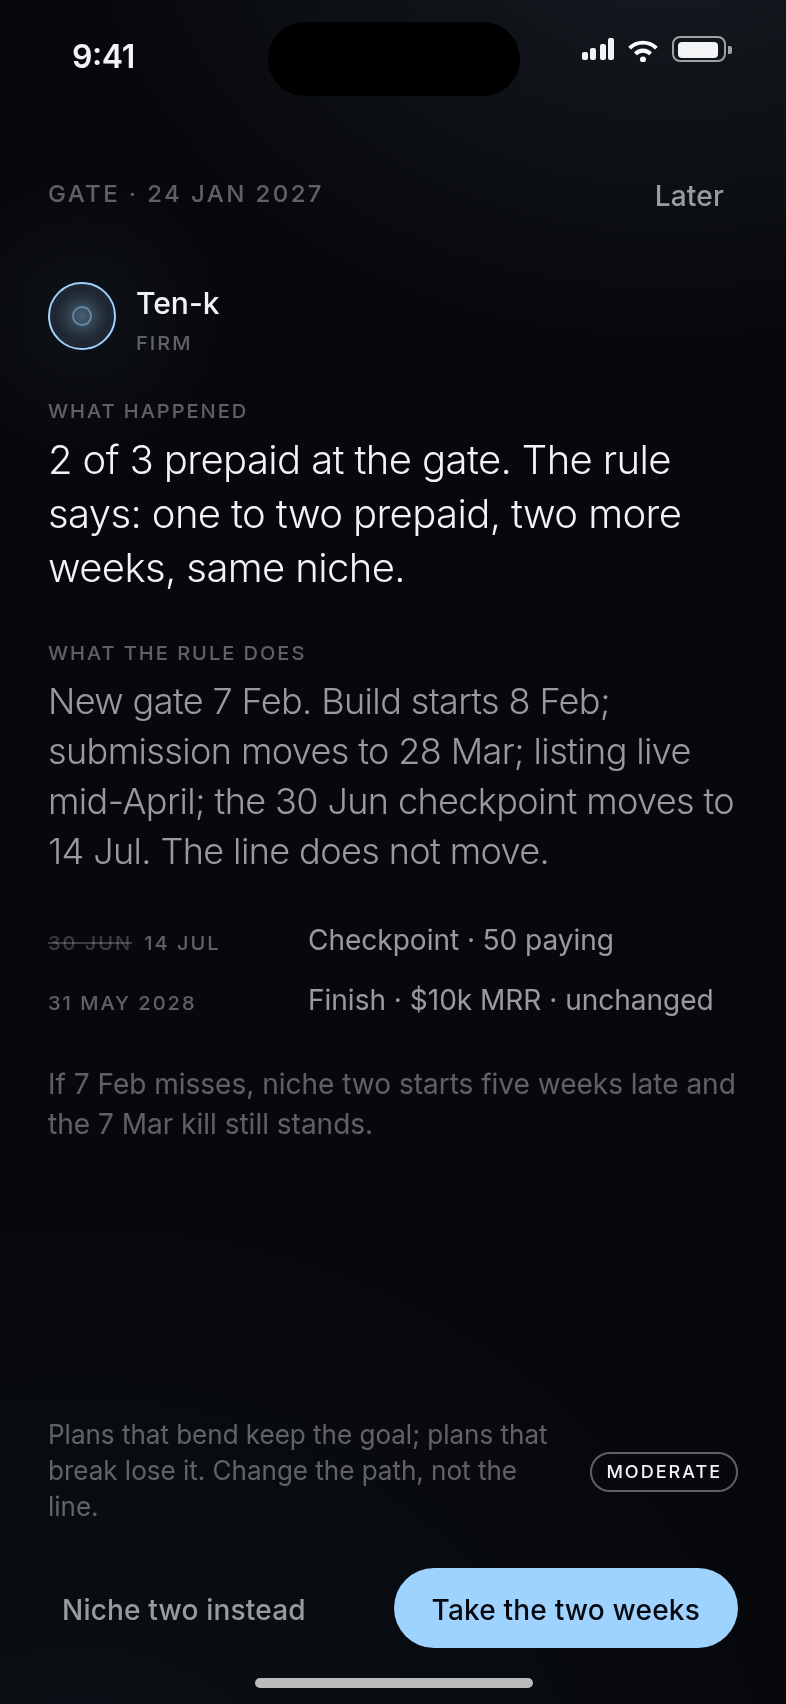 9:41
GATE · 24 JAN 2027
Later
Ten-k
FIRM
WHAT HAPPENED
2 of 3 prepaid at the gate. The rule
says: one to two prepaid, two more
weeks, same niche.
WHAT THE RULE DOES
New gate 7 Feb. Build starts 8 Feb;
submission moves to 28 Mar; listing live
mid-April; the 30 Jun checkpoint moves to
14 Jul. The line does not move.
30 JUN 14 JUL
Checkpoint · 50 paying
31 MAY 2028
Finish · $10k MRR · unchanged
If 7 Feb misses, niche two starts five weeks late and
the 7 Mar kill still stands.
Plans that bend keep the goal; plans that
break lose it. Change the path, not the
line.
MODERATE
Niche two instead
Take the two weeks